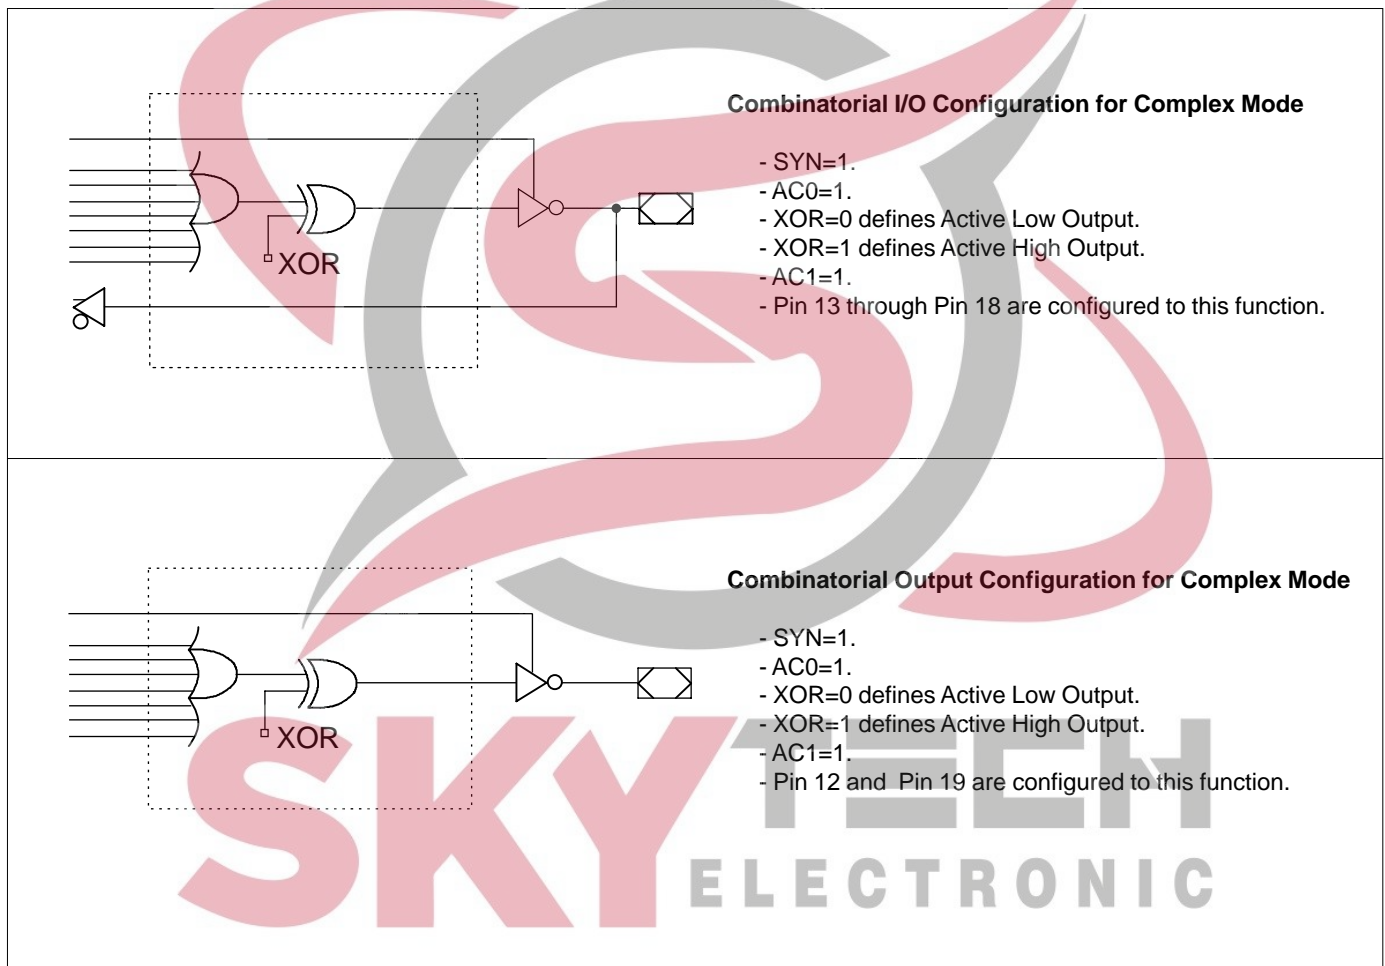 Combinatorial I/O Configuration for Complex Mode
- SYN=1.
- AC0=1.
- XOR=0 defines Active Low Output.
- XOR=1 defines Active High Output.
- AC1=1.
- Pin 13 through Pin 18 are configured to this function.
XOR
Combinatorial Output Configuration for Complex Mode
- SYN=1.
- AC0=1.
- XOR=0 defines Active Low Output.
- XOR=1 defines Active High Output.
- AC1=1.
- Pin 12 and  Pin 19 are configured to this function.
XOR
SKYTECH
ELECTRONIC